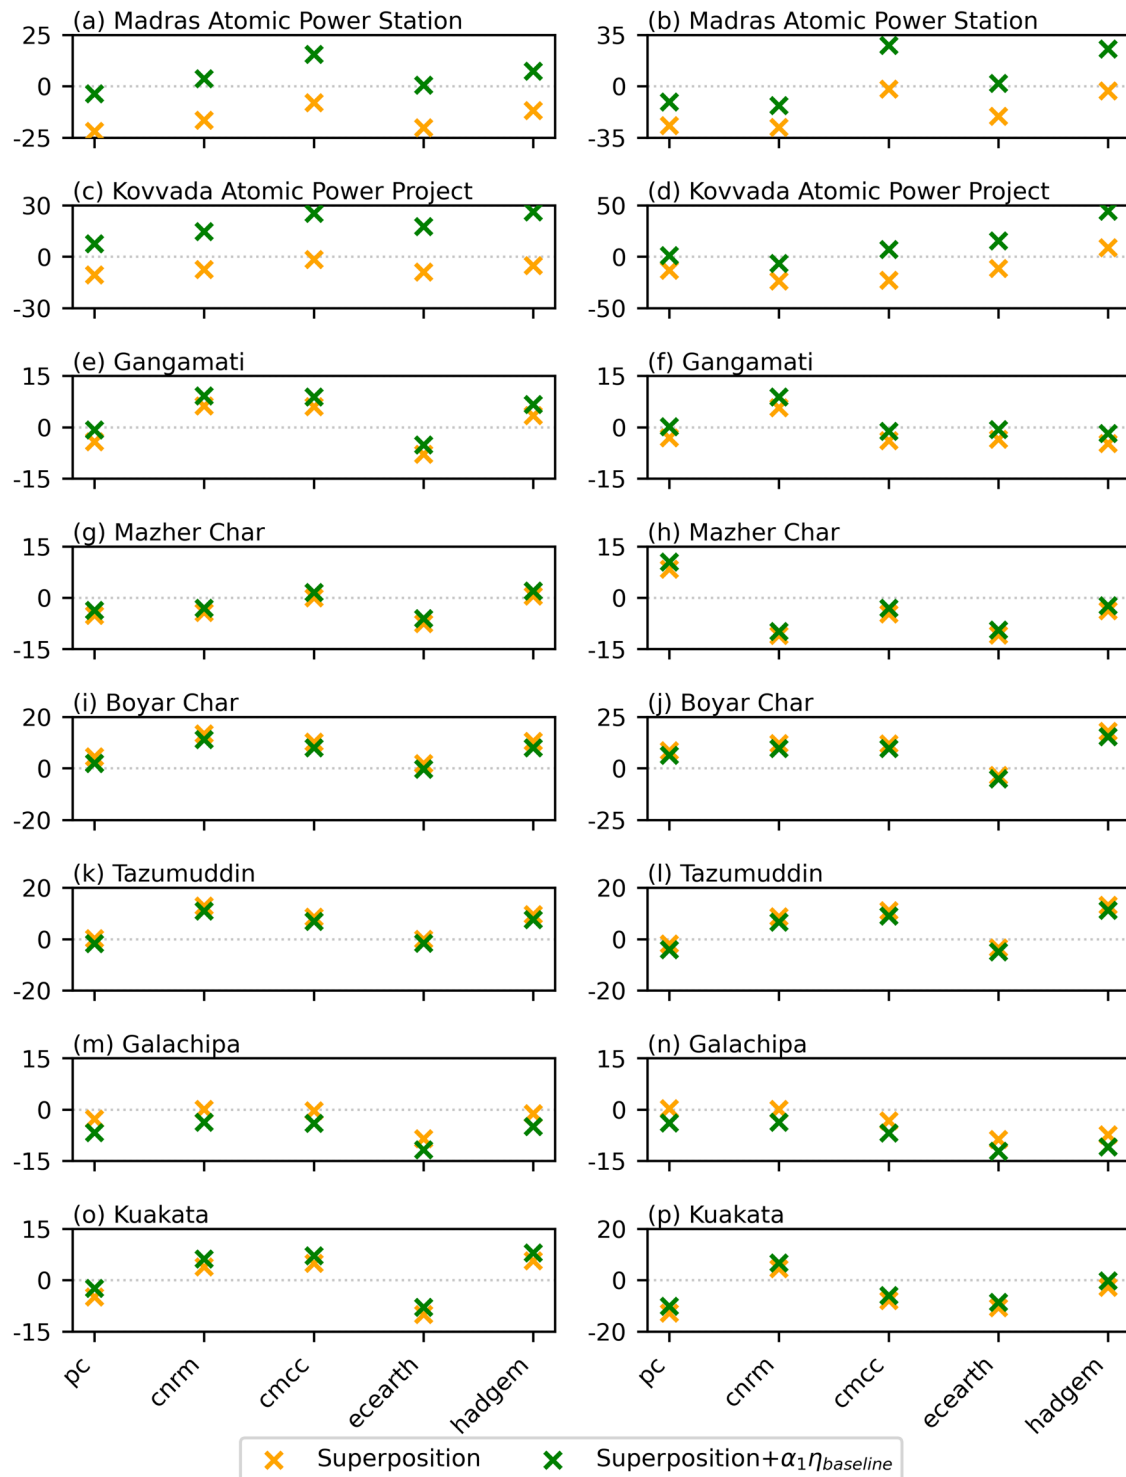 (a) Madras Atomic Power Station
25
0
-25
(b) Madras Atomic Power Station
35
0
-35
(c) Kovvada Atomic Power Project
30
0
-30
(d) Kovvada Atomic Power Project
50
0
-50
(e) Gangamati
15
0
-15
(f) Gangamati
15
0
-15
(g) Mazher Char
15
0
-15
(h) Mazher Char
15
0
-15
(i) Boyar Char
20
0
-20
(j) Boyar Char
25
0
-25
(k) Tazumuddin
20
0
-20
(l) Tazumuddin
20
0
-20
(m) Galachipa
15
0
-15
(n) Galachipa
15
0
-15
(o) Kuakata
15
0
-15
(p) Kuakata
20
0
-20
pc
cnrm
cmcc
ecearth
hadgem
pc
cnrm
cmcc
ecearth
hadgem
Superposition
Superposition+α₁η_baseline